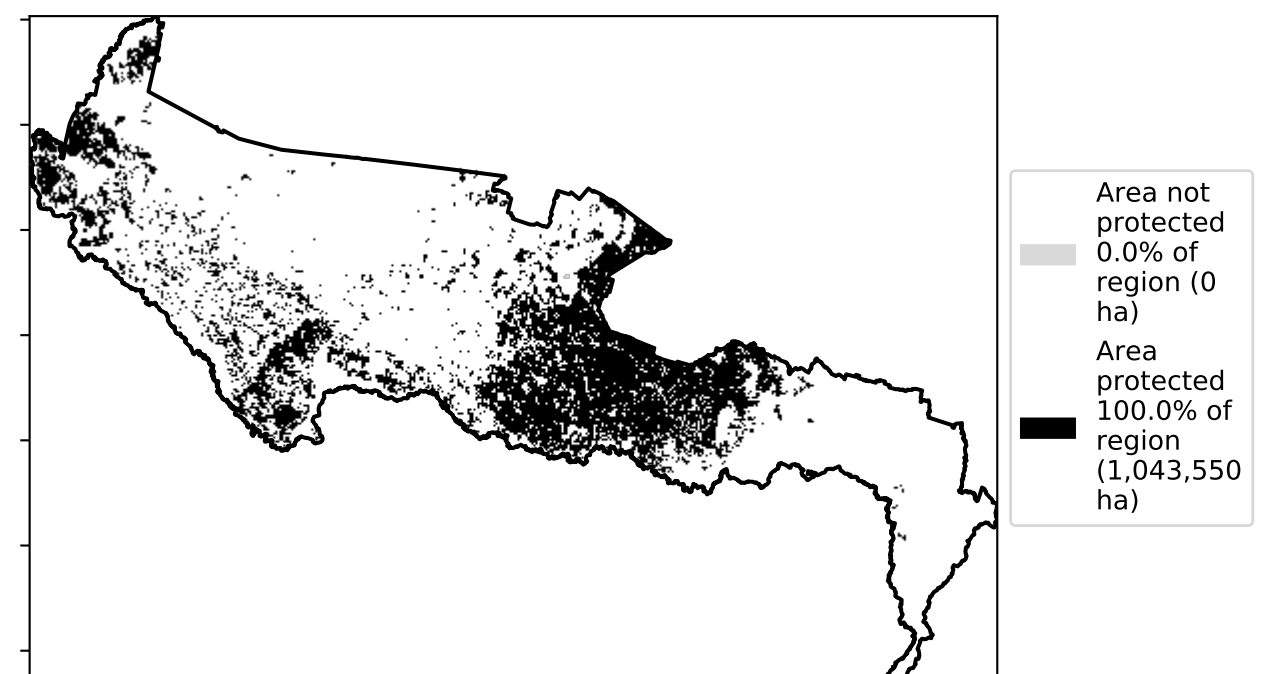 Area not
protected
0.0% of
region (0
ha)
Area
protected
100.0% of
region
(1,043,550
ha)